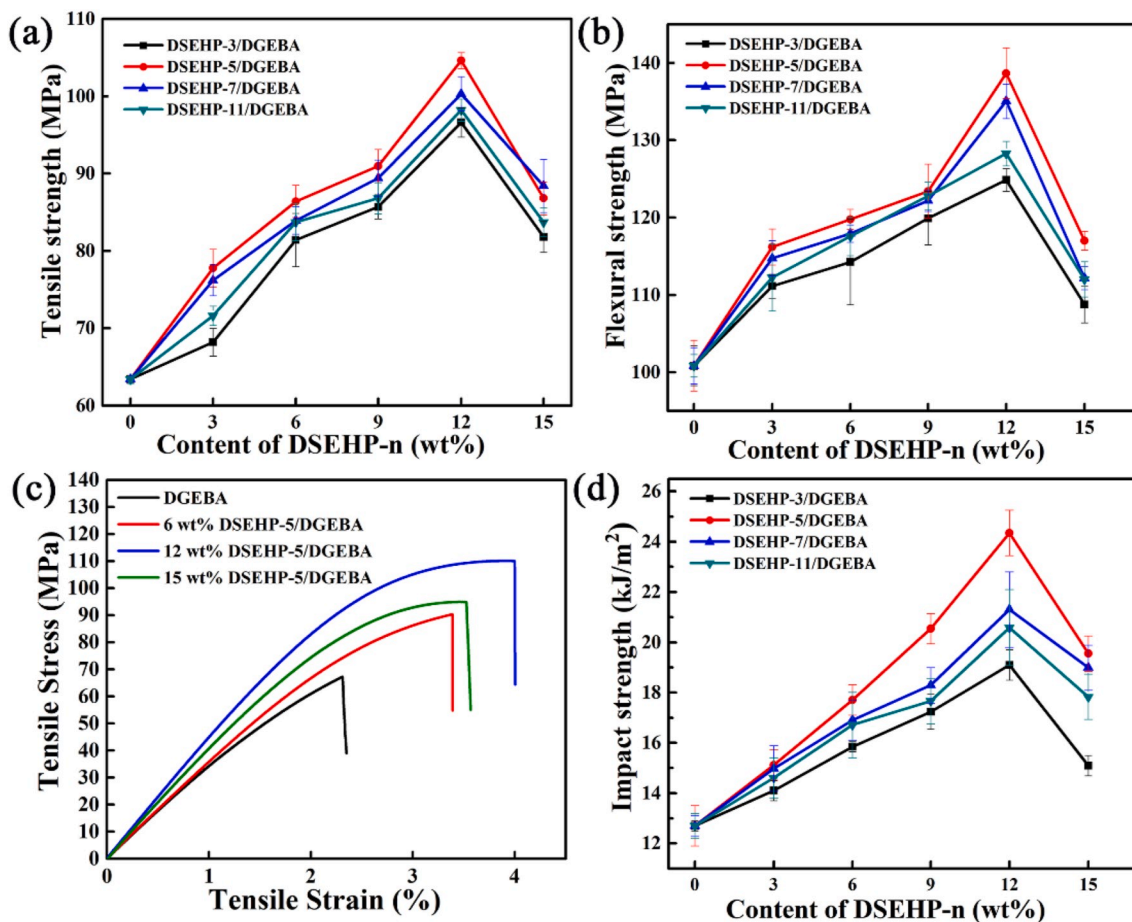 (a)
DSEHP-3/DGEBA
DSEHP-5/DGEBA
DSEHP-7/DGEBA
DSEHP-11/DGEBA
Tensile strength (MPa)
110
100
90
80
70
60
0 3 6 9 12 15
Content of DSEHP-n (wt%)
(b)
DSEHP-3/DGEBA
DSEHP-5/DGEBA
DSEHP-7/DGEBA
DSEHP-11/DGEBA
Flexural strength (MPa)
140
130
120
110
100
0 3 6 9 12 15
Content of DSEHP-n (wt%)
(c)
DGEBA
6 wt% DSEHP-5/DGEBA
12 wt% DSEHP-5/DGEBA
15 wt% DSEHP-5/DGEBA
Tensile Stress (MPa)
140
130
120
110
100
90
80
70
60
50
40
30
20
10
0
0 1 2 3 4
Tensile Strain (%)
(d)
DSEHP-3/DGEBA
DSEHP-5/DGEBA
DSEHP-7/DGEBA
DSEHP-11/DGEBA
Impact strength (kJ/m²)
26
24
22
20
18
16
14
12
0 3 6 9 12 15
Content of DSEHP-n (wt%)